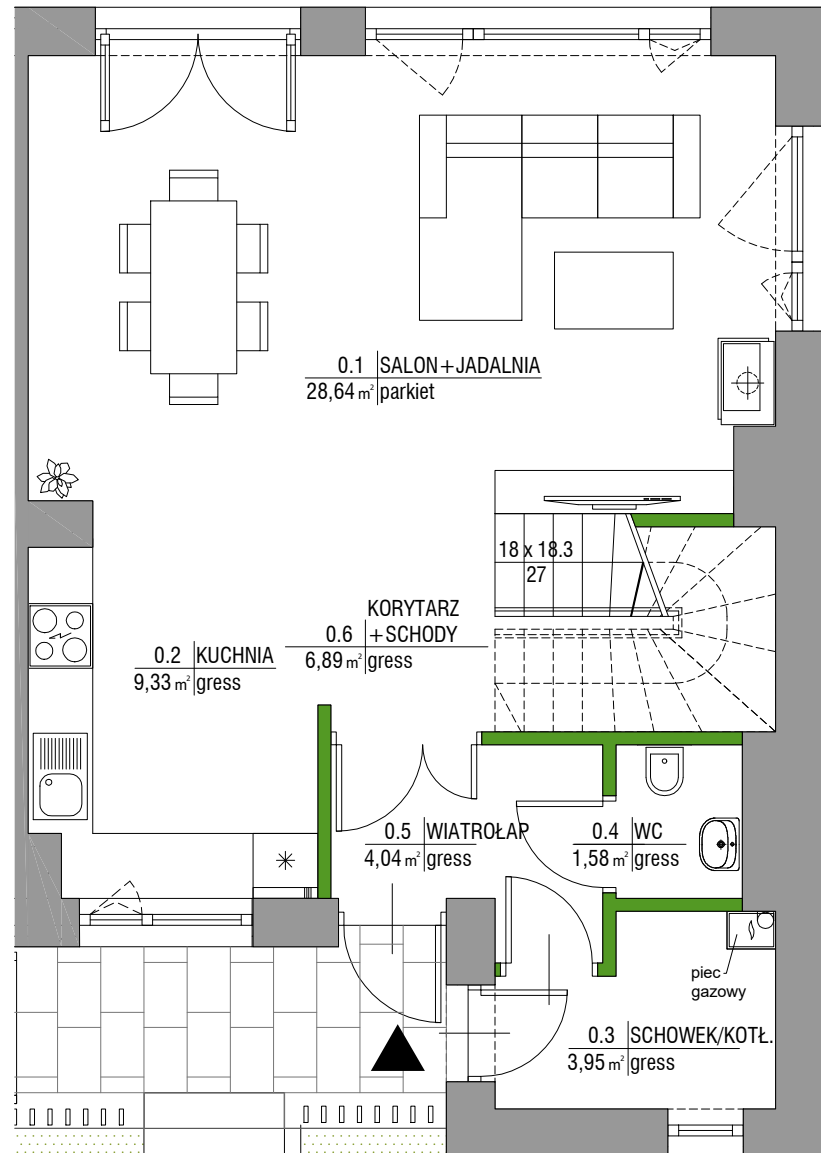 0.1 SALON+JADALNIA
28,64 m² parkiet
18 x 18.3
27
KORYTARZ
0.6 +SCHODY
6,89 m² gress
0.2 KUCHNIA
9,33 m² gress
0.5 WIATROŁAP
4,04 m² gress
0.4 WC
1,58 m² gress
piec
gazowy
0.3 SCHOWEK/KOTŁ.
3,95 m² gress